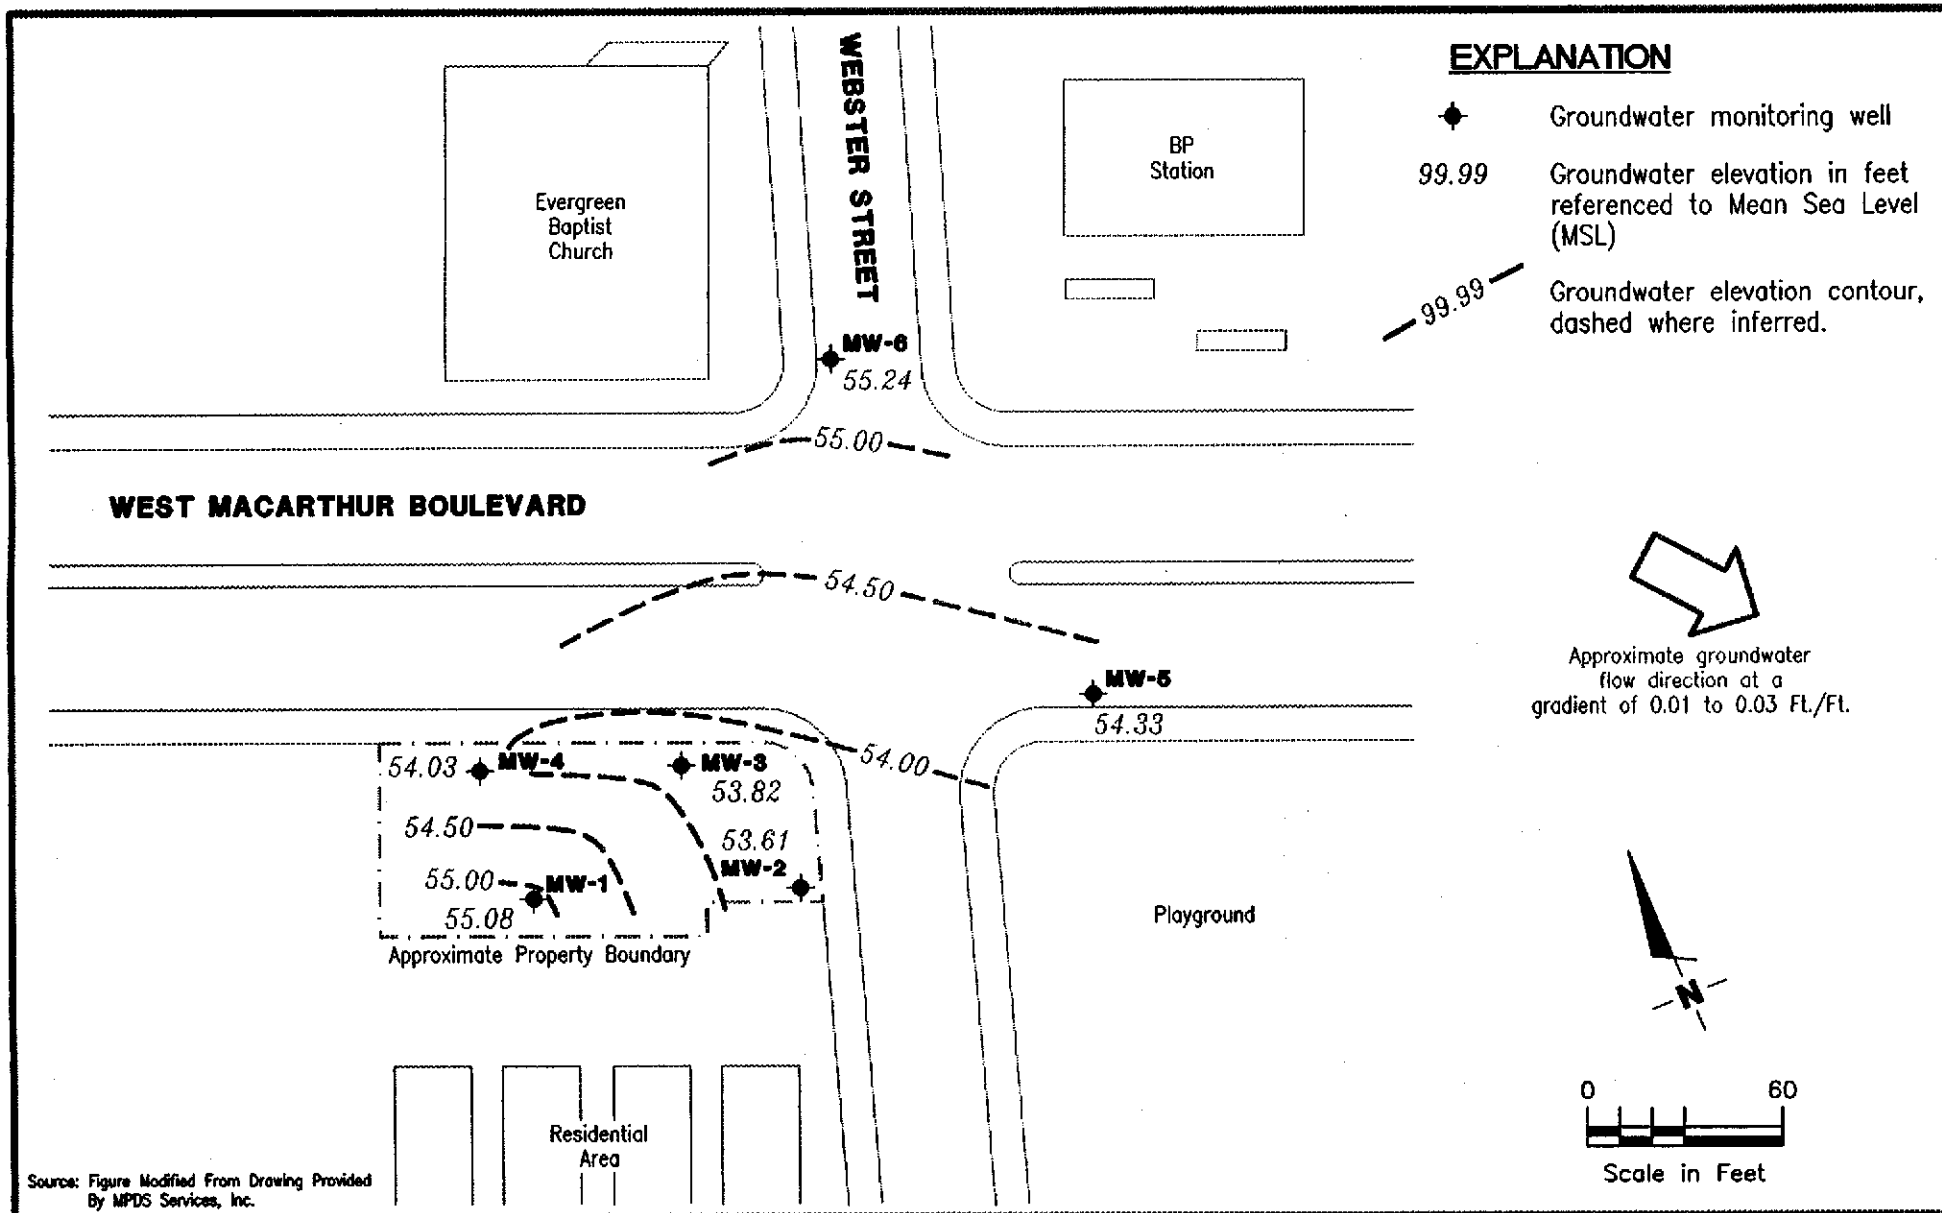 EXPLANATION
Groundwater monitoring well
99.99
Groundwater elevation in feet
referenced to Mean Sea Level
(MSL)
99.99
Groundwater elevation contour,
dashed where inferred.
WEBSTER STREET
Evergreen
Baptist
Church
BP
Station
MW-6
55.24
55.00
WEST MACARTHUR BOULEVARD
54.50
Approximate groundwater
flow direction at a
gradient of 0.01 to 0.03 Ft./Ft.
MW-5
54.33
54.00
54.03
MW-4
MW-3
53.82
54.50
53.61
MW-2
55.00
MW-1
55.08
Approximate Property Boundary
Playground
N
Residential
Area
0
60
Scale in Feet
Source: Figure Modified From Drawing Provided
By MPDS Services, Inc.